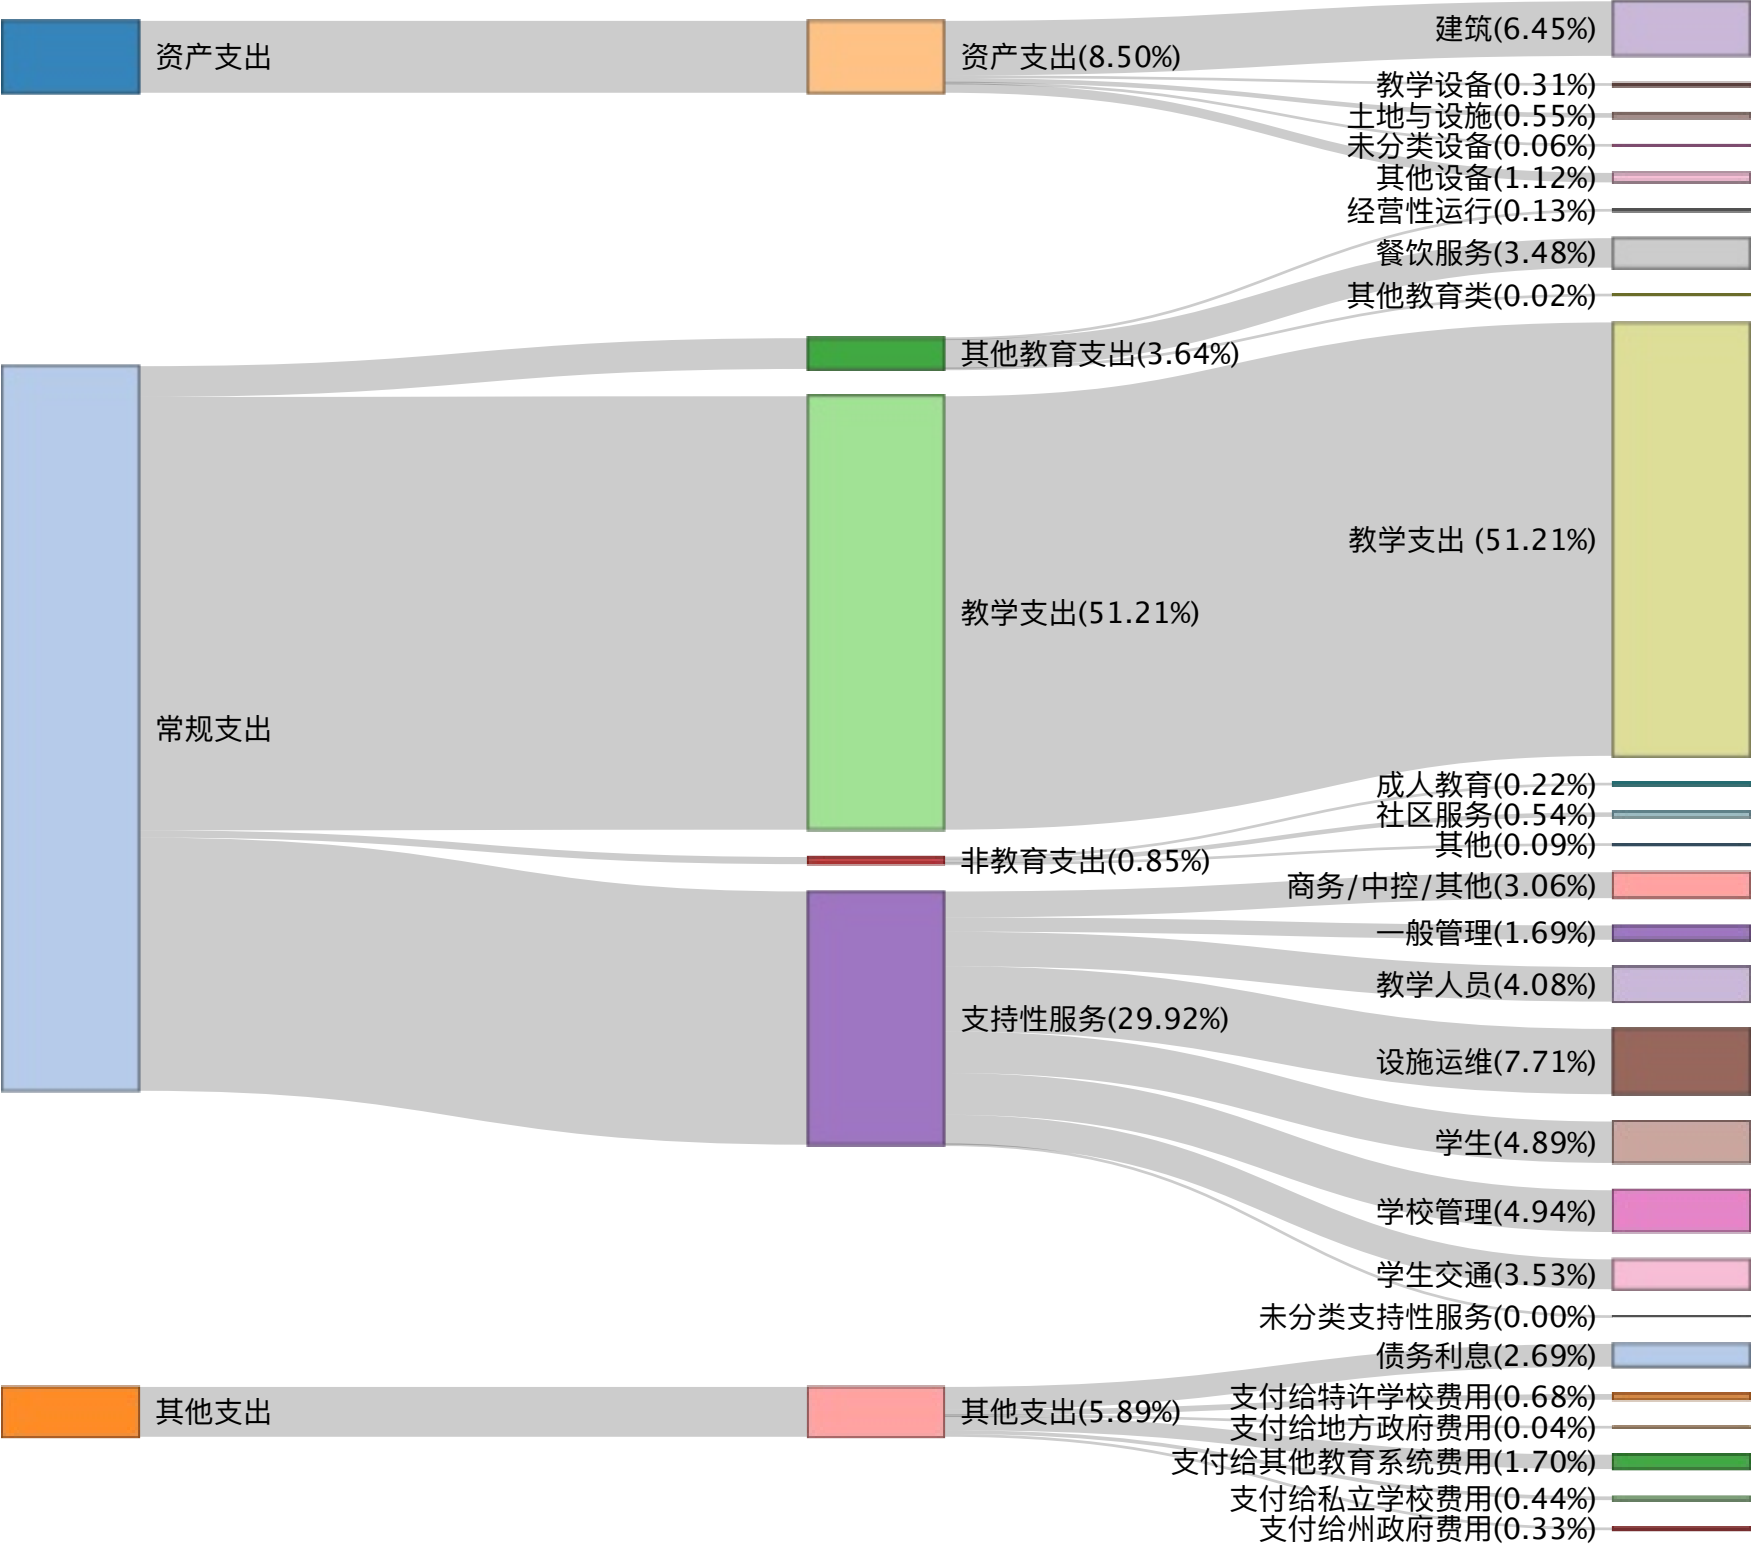 资产支出
常规支出
其他支出
资产支出(8.50%)
其他教育支出(3.64%)
教学支出(51.21%)
非教育支出(0.85%)
支持性服务(29.92%)
其他支出(5.89%)
建筑(6.45%)
教学设备(0.31%)
土地与设施(0.55%)
未分类设备(0.06%)
其他设备(1.12%)
经营性运行(0.13%)
餐饮服务(3.48%)
其他教育类(0.02%)
教学支出 (51.21%)
成人教育(0.22%)
社区服务(0.54%)
其他(0.09%)
商务/中控/其他(3.06%)
一般管理(1.69%)
教学人员(4.08%)
设施运维(7.71%)
学生(4.89%)
学校管理(4.94%)
学生交通(3.53%)
未分类支持性服务(0.00%)
债务利息(2.69%)
支付给特许学校费用(0.68%)
支付给地方政府费用(0.04%)
支付给其他教育系统费用(1.70%)
支付给私立学校费用(0.44%)
支付给州政府费用(0.33%)